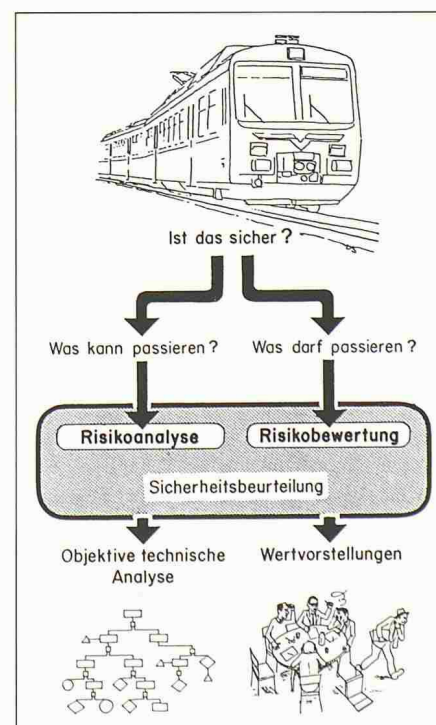 Ist das sicher ?
Was kann passieren ?
Was darf passieren ?
Risikoanalyse
Risikobewertung
Sicherheitsbeurteilung
Objektive technische
Analyse
Wertvorstellungen